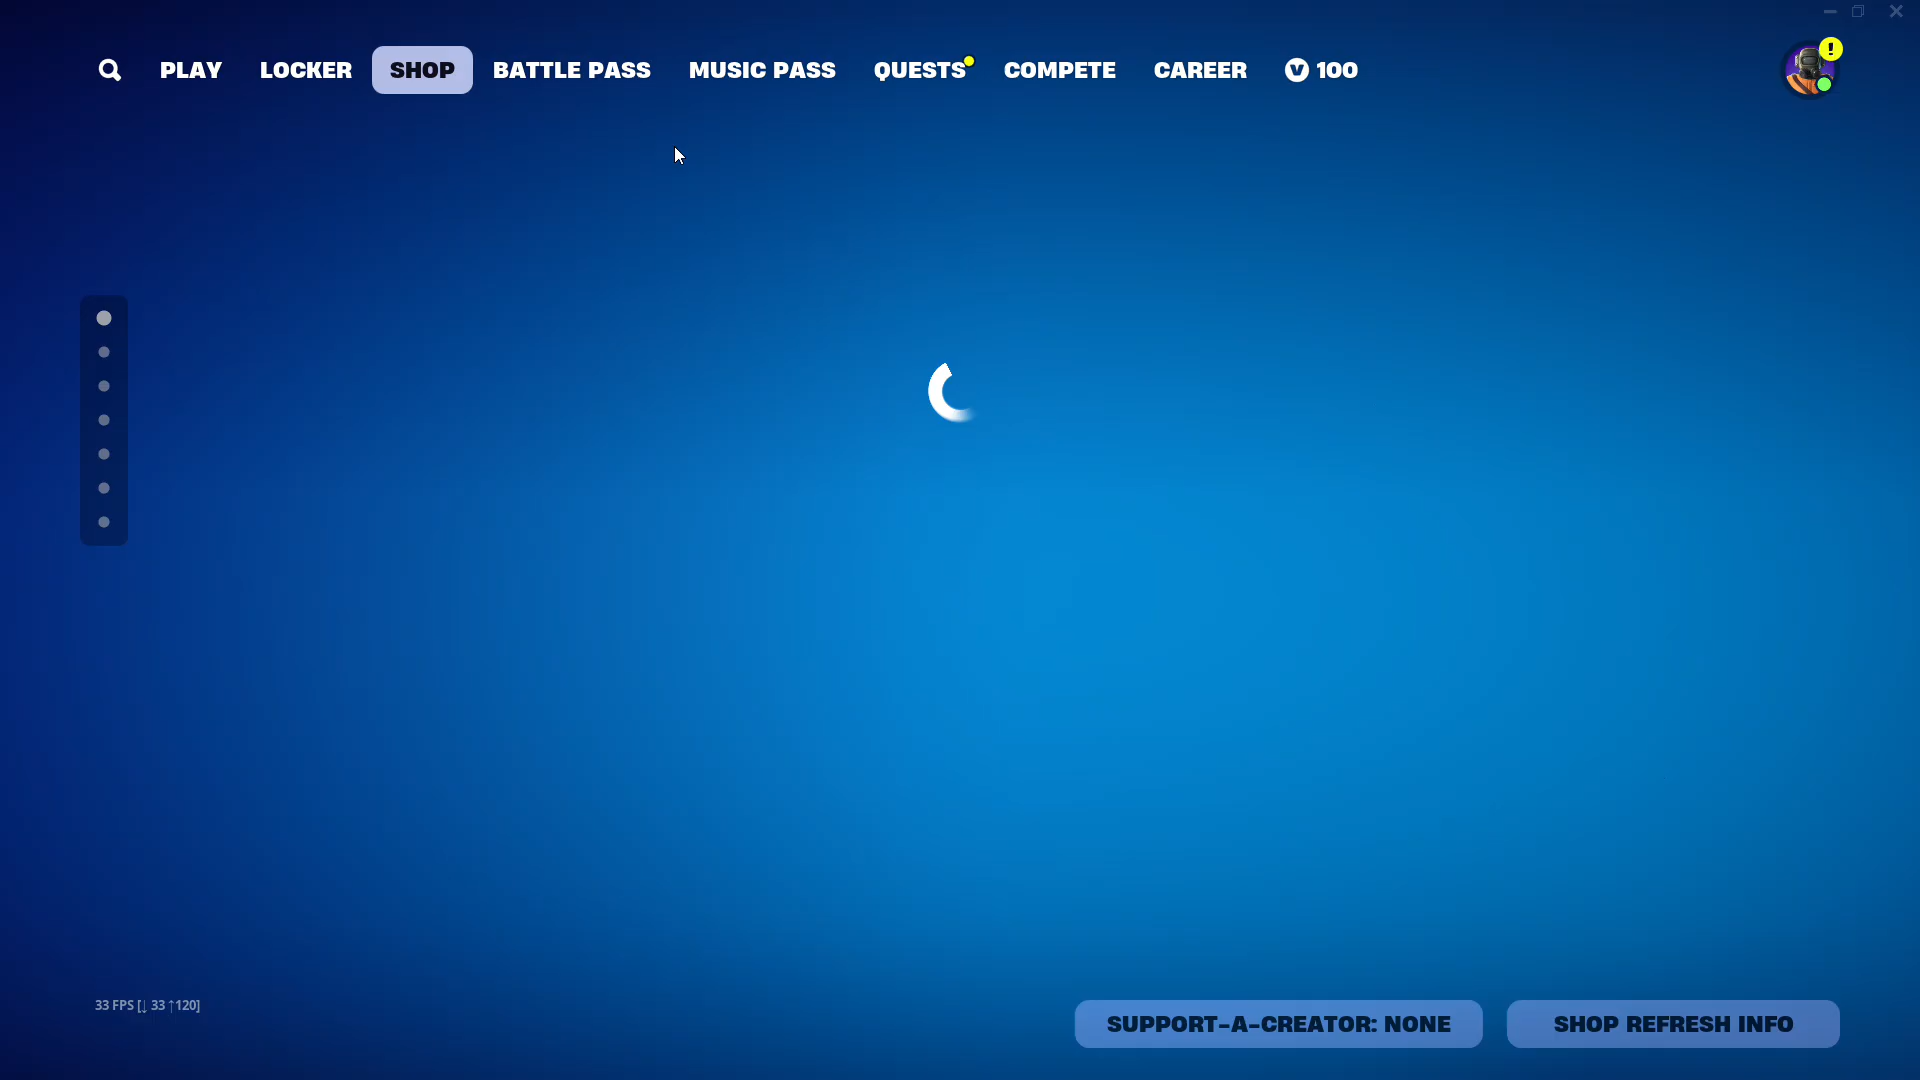 PLAY LOCKER SHOP BATTLE PASS MUSIC PASS QUESTS COMPETE CAREER V 100 !
33 FPS [↓ 33 ↑120]
SUPPORT-A-CREATOR: NONE SHOP REFRESH INFO